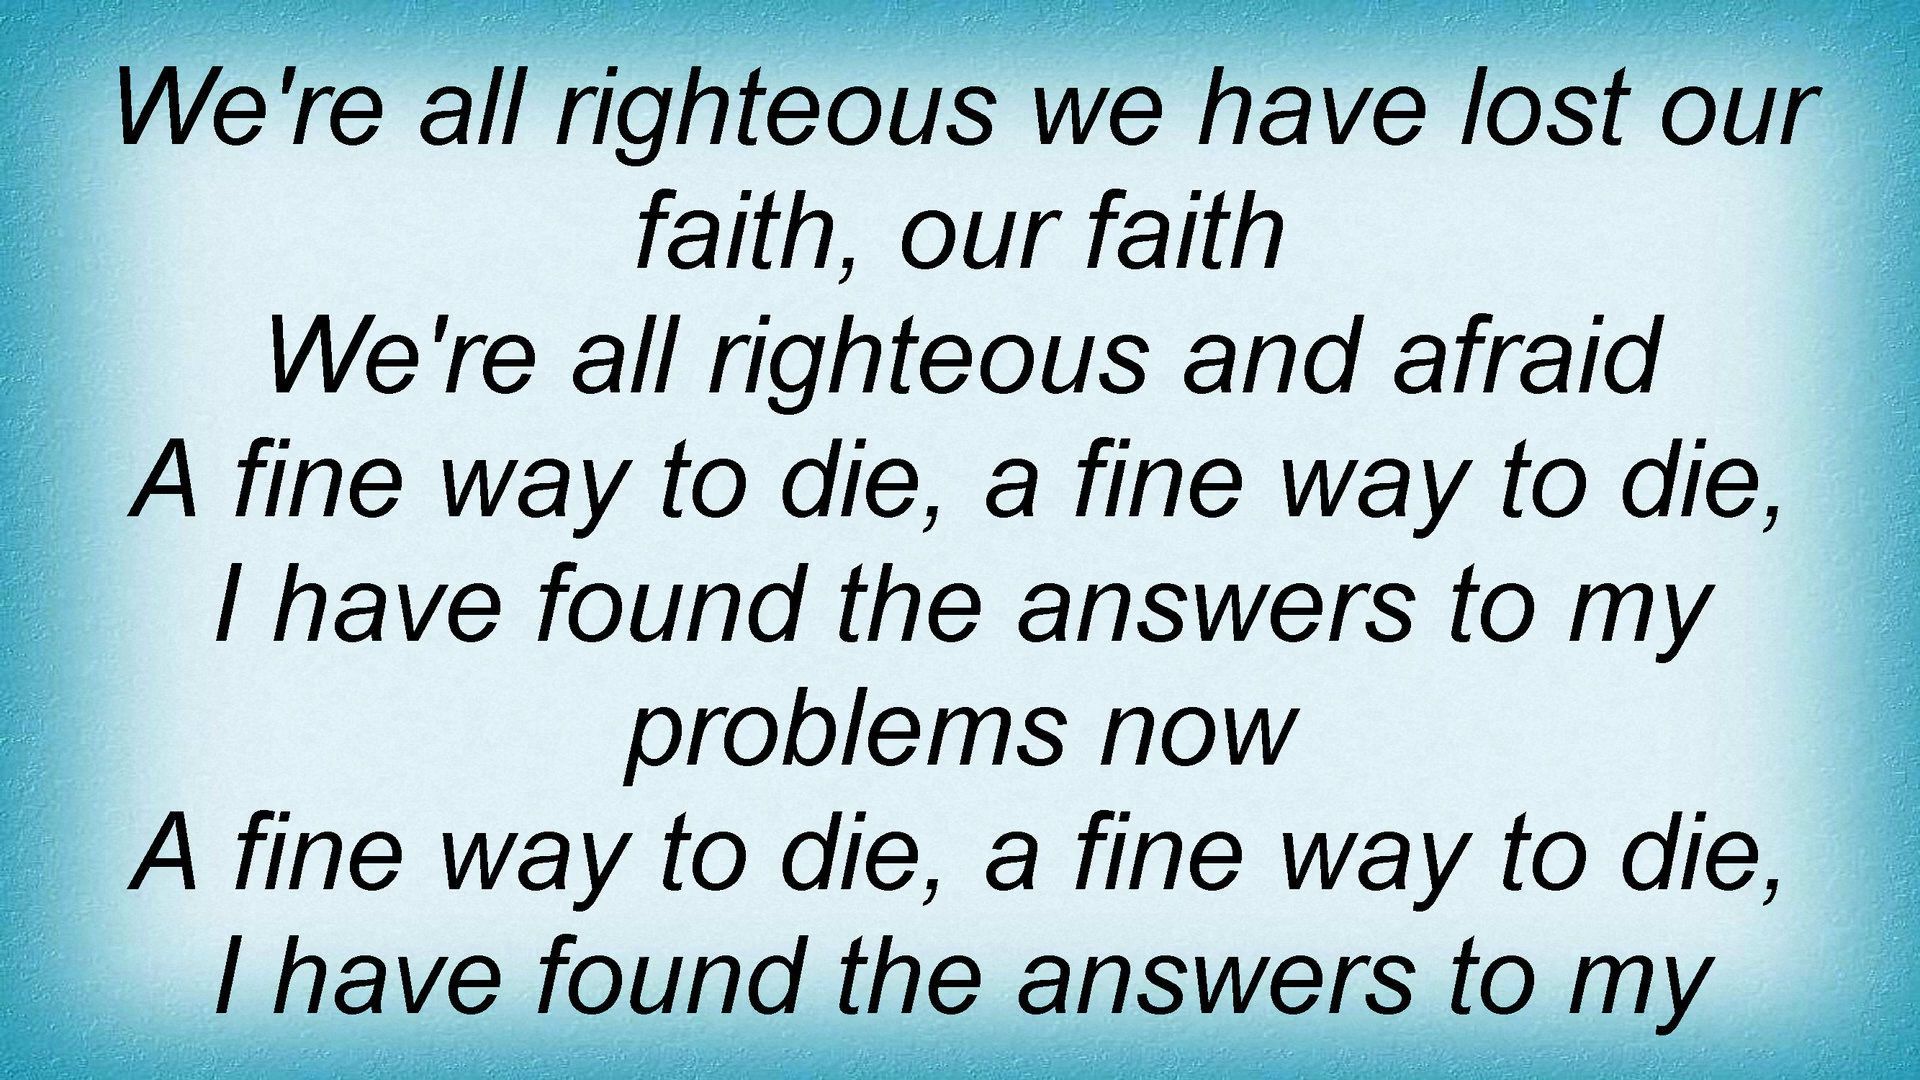 We're all righteous we have lost our
faith, our faith
We're all righteous and afraid
A fine way to die, a fine way to die,
I have found the answers to my
problems now
A fine way to die, a fine way to die,
I have found the answers to my